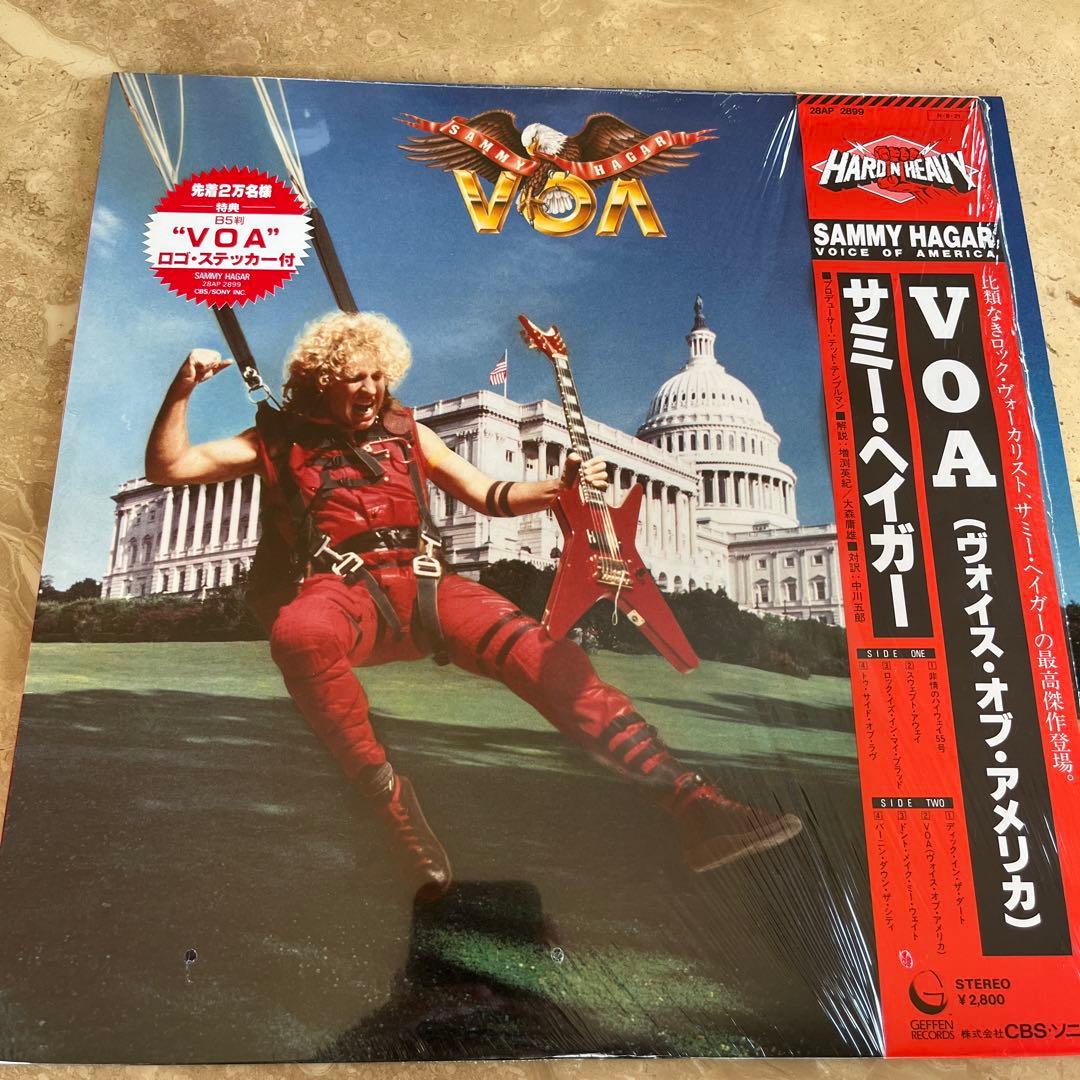 SAMMY HAGAR
VOA
先着2万名様
特典
B5判
“VOA”
ロゴ・ステッカー付
SAMMY HAGAR
28AP 2899
CBS/SONY INC.
28AP 2899
HARD N HEAVY
SAMMY HAGAR
VOICE OF AMERICA
比類なきロック・ヴォーカリスト、サミー・ヘイガーの最高傑作登場。
VOA(ヴォイス・オブ・アメリカ)
サミー・ヘイガー
■プロデューサー：テッド・テンプルマン■解説：増渕英紀／大森庸雄■対訳：中川五郎
SIDE ONE
1 非情のハイウェイ55号
2 スウェプト・アウェイ
3 ロック・イズ・イン・マイ・ブラッド
4 トゥ・サイド・オブ・ラヴ
SIDE TWO
1 ディック・イン・ザ・ダート
2 VOA(ヴォイス・オブ・アメリカ)
3 ドント・メイク・ミー・ウェイト
4 バーニン・ダウン・ザ・シティ
GEFFEN
RECORDS
STEREO
¥2,800
株式会社CBS・ソニ